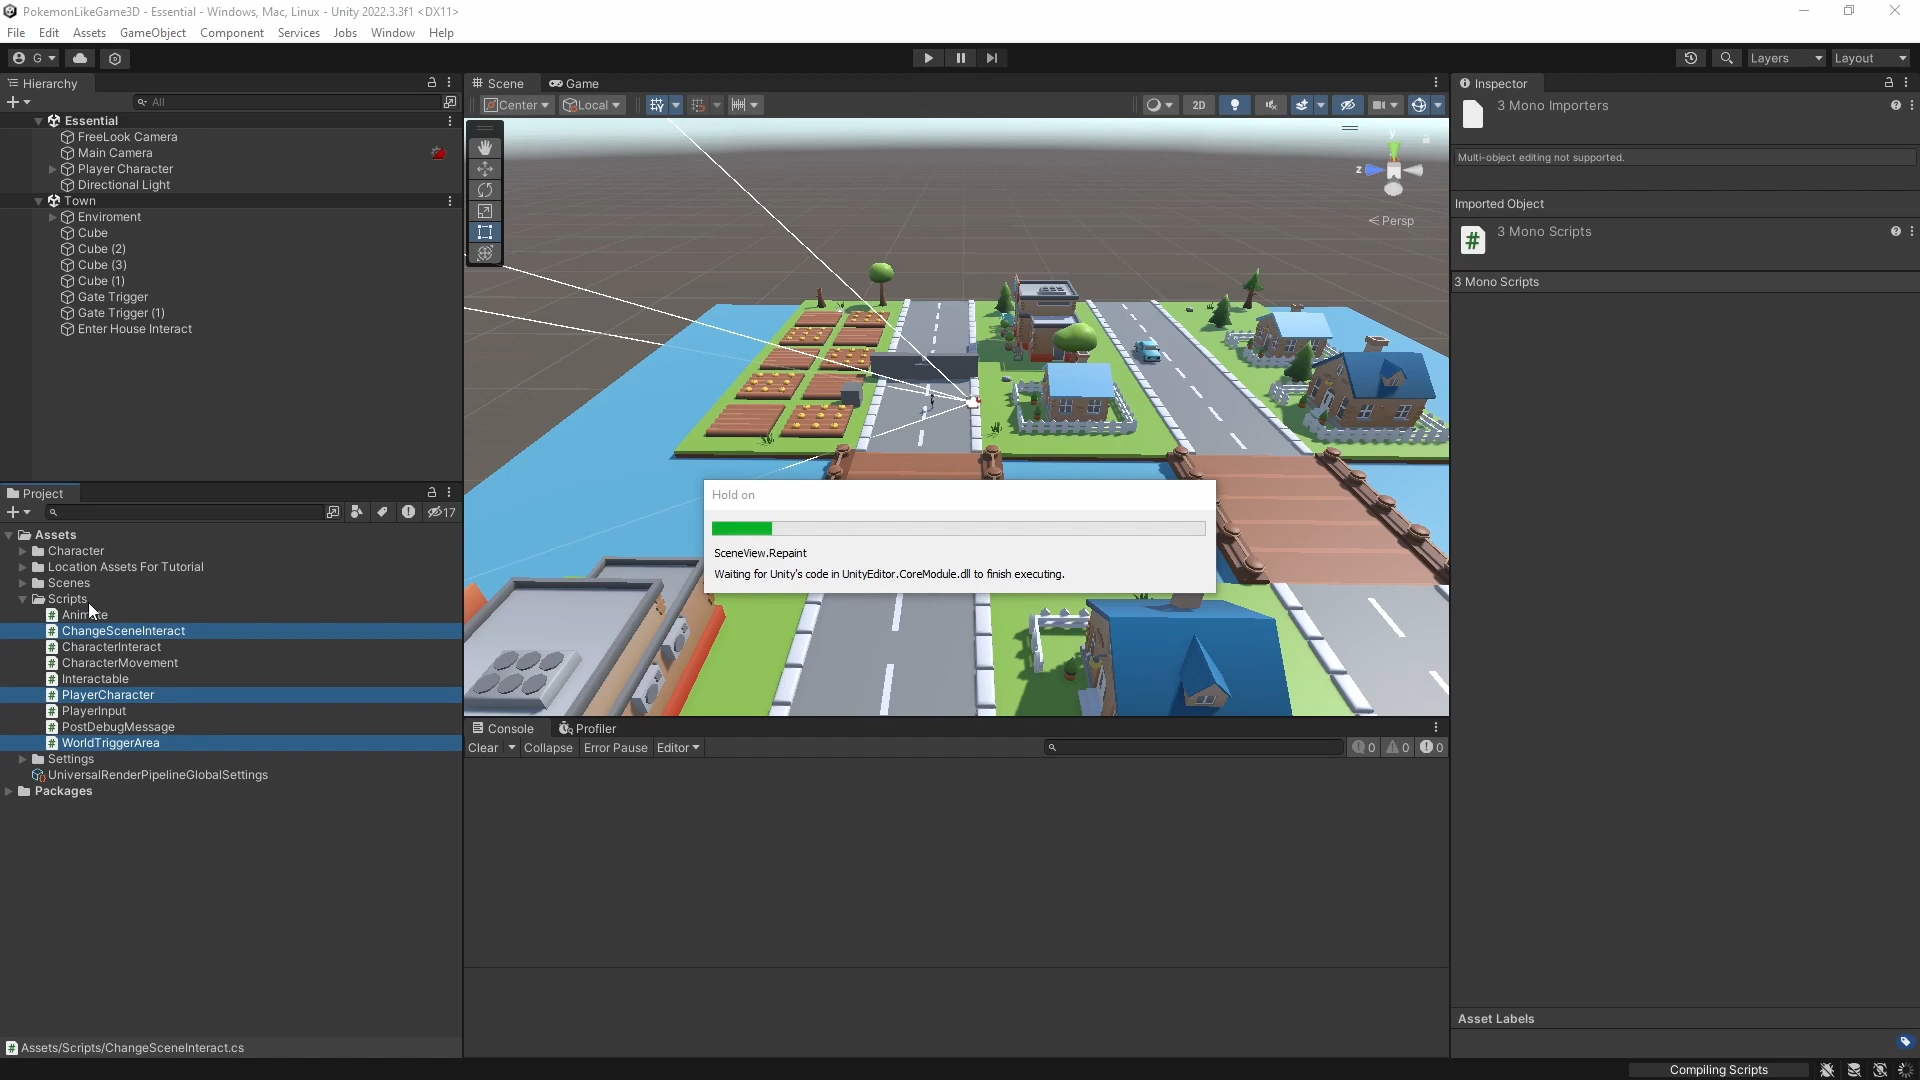 PokemonLikeGame3D - Essential - Windows, Mac, Linux - Unity 2022.3.3f1 <DX11>
File Edit Assets GameObject Component Services Jobs Window Help
G Layers Layout
Hierarchy
All
Essential
FreeLook Camera
Main Camera
Player Character
Directional Light
Town
Enviroment
Cube
Cube (2)
Cube (3)
Cube (1)
Gate Trigger
Gate Trigger (1)
Enter House Interact
Project
17
Assets
Character
Location Assets For Tutorial
Scenes
Scripts
Animate
ChangeSceneInteract
CharacterInteract
CharacterMovement
Interactable
PlayerCharacter
PlayerInput
PostDebugMessage
WorldTriggerArea
Settings
UniversalRenderPipelineGlobalSettings
Packages
Assets/Scripts/ChangeSceneInteract.cs
Scene Game
Center Local 2D
y
z
Persp
Hold on
SceneView.Repaint
Waiting for Unity's code in UnityEditor.CoreModule.dll to finish executing.
Console Profiler
Clear Collapse Error Pause Editor 0 0 0
Inspector
3 Mono Importers
Multi-object editing not supported.
Imported Object
3 Mono Scripts
3 Mono Scripts
Asset Labels
Compiling Scripts